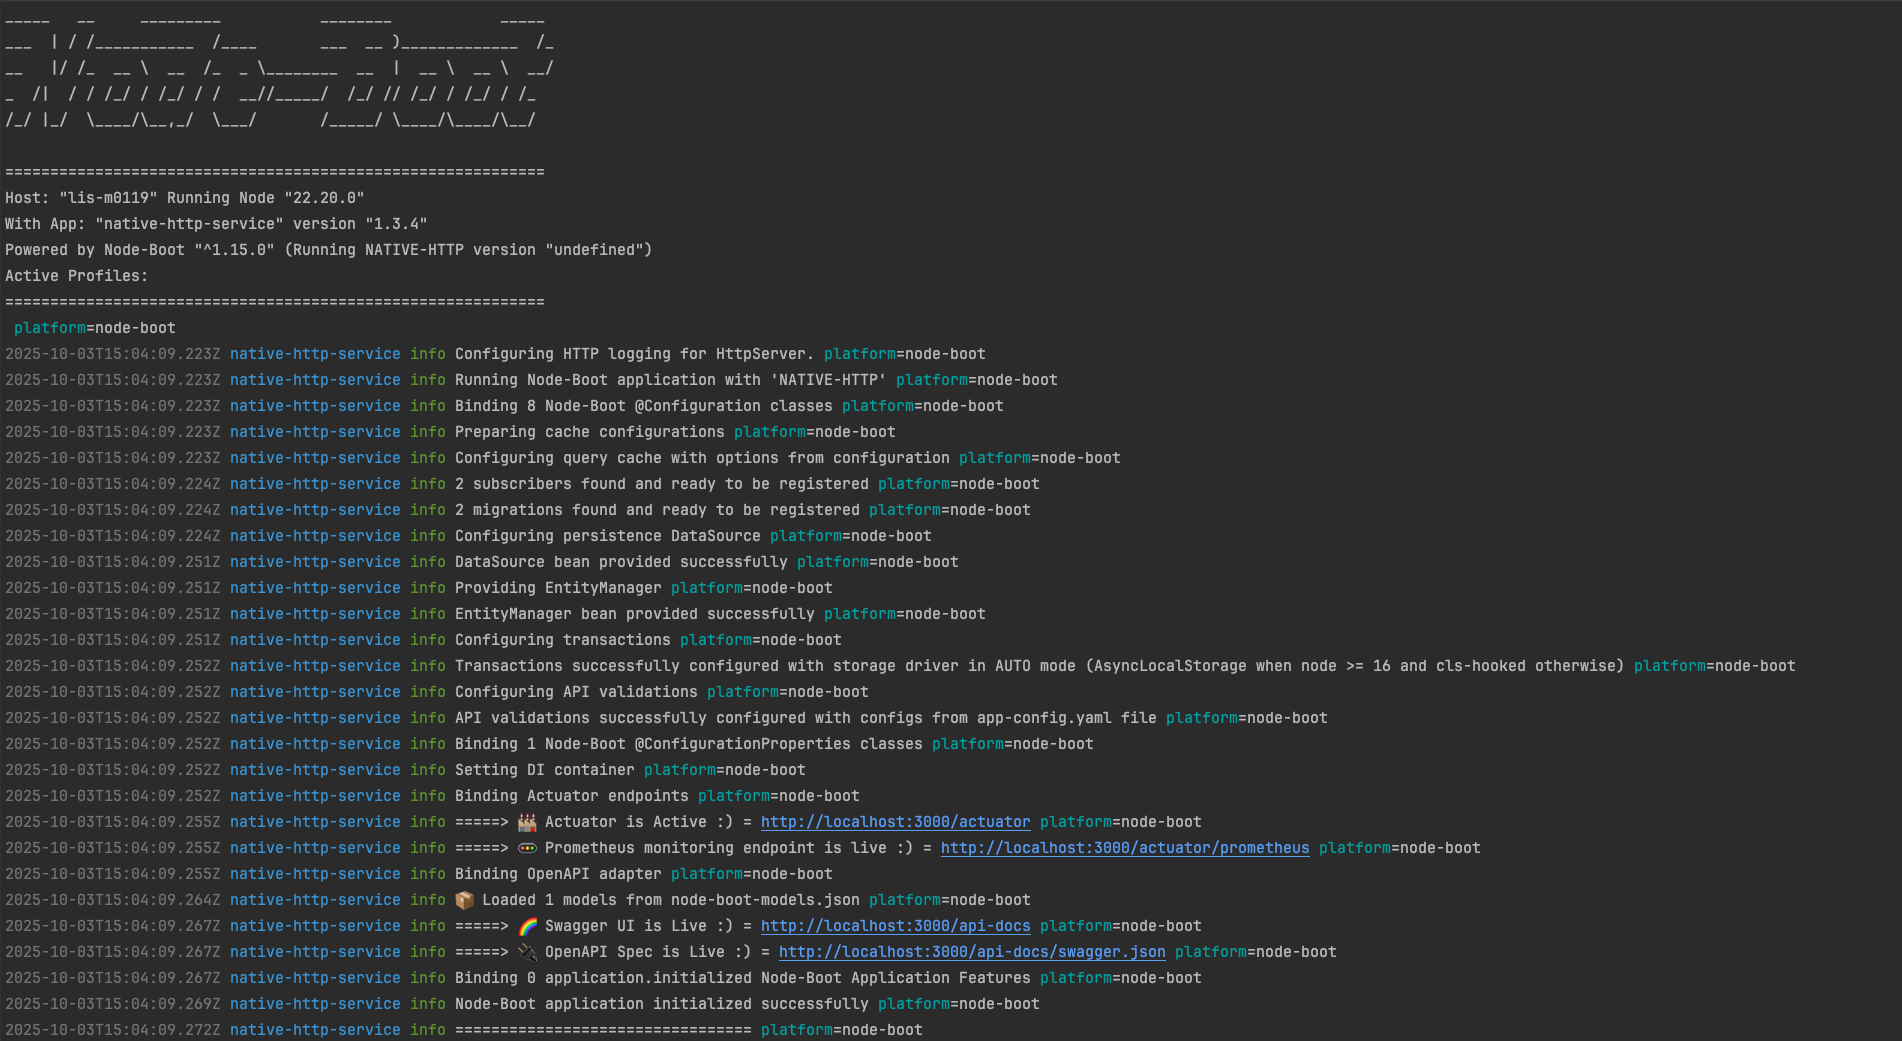 _____   __     _________           ________            _____
___  | / /___________  /____       ___  __ )_____________  /_
__   |/ /_  __ \  __  /_  _ \________  __  |  __ \  __ \  __/
_  /|  / / /_/ / /_/ / /  __//_____/  /_/ // /_/ / /_/ / /_
/_/ |_/  \____/\__,_/  \___/       /_____/ \____/\____/\__/
============================================================
Host: "lis-m0119" Running Node "22.20.0"
With App: "native-http-service" version "1.3.4"
Powered by Node-Boot "^1.15.0" (Running NATIVE-HTTP version "undefined")
Active Profiles:
============================================================
platform=node-boot
2025-10-03T15:04:09.223Z native-http-service info Configuring HTTP logging for HttpServer. platform=node-boot
2025-10-03T15:04:09.223Z native-http-service info Running Node-Boot application with 'NATIVE-HTTP' platform=node-boot
2025-10-03T15:04:09.223Z native-http-service info Binding 8 Node-Boot @Configuration classes platform=node-boot
2025-10-03T15:04:09.223Z native-http-service info Preparing cache configurations platform=node-boot
2025-10-03T15:04:09.223Z native-http-service info Configuring query cache with options from configuration platform=node-boot
2025-10-03T15:04:09.224Z native-http-service info 2 subscribers found and ready to be registered platform=node-boot
2025-10-03T15:04:09.224Z native-http-service info 2 migrations found and ready to be registered platform=node-boot
2025-10-03T15:04:09.224Z native-http-service info Configuring persistence DataSource platform=node-boot
2025-10-03T15:04:09.251Z native-http-service info DataSource bean provided successfully platform=node-boot
2025-10-03T15:04:09.251Z native-http-service info Providing EntityManager platform=node-boot
2025-10-03T15:04:09.251Z native-http-service info EntityManager bean provided successfully platform=node-boot
2025-10-03T15:04:09.251Z native-http-service info Configuring transactions platform=node-boot
2025-10-03T15:04:09.252Z native-http-service info Transactions successfully configured with storage driver in AUTO mode (AsyncLocalStorage when node >= 16 and cls-hooked otherwise) platform=node-boot
2025-10-03T15:04:09.252Z native-http-service info Configuring API validations platform=node-boot
2025-10-03T15:04:09.252Z native-http-service info API validations successfully configured with configs from app-config.yaml file platform=node-boot
2025-10-03T15:04:09.252Z native-http-service info Binding 1 Node-Boot @ConfigurationProperties classes platform=node-boot
2025-10-03T15:04:09.252Z native-http-service info Setting DI container platform=node-boot
2025-10-03T15:04:09.252Z native-http-service info Binding Actuator endpoints platform=node-boot
2025-10-03T15:04:09.255Z native-http-service info =====> 🏭 Actuator is Active :) = http://localhost:3000/actuator platform=node-boot
2025-10-03T15:04:09.255Z native-http-service info =====> 🚥 Prometheus monitoring endpoint is live :) = http://localhost:3000/actuator/prometheus platform=node-boot
2025-10-03T15:04:09.255Z native-http-service info Binding OpenAPI adapter platform=node-boot
2025-10-03T15:04:09.264Z native-http-service info 📦 Loaded 1 models from node-boot-models.json platform=node-boot
2025-10-03T15:04:09.267Z native-http-service info =====> 🌈 Swagger UI is Live :) = http://localhost:3000/api-docs platform=node-boot
2025-10-03T15:04:09.267Z native-http-service info =====> 🔌 OpenAPI Spec is Live :) = http://localhost:3000/api-docs/swagger.json platform=node-boot
2025-10-03T15:04:09.267Z native-http-service info Binding 0 application.initialized Node-Boot Application Features platform=node-boot
2025-10-03T15:04:09.269Z native-http-service info Node-Boot application initialized successfully platform=node-boot
2025-10-03T15:04:09.272Z native-http-service info ================================= platform=node-boot